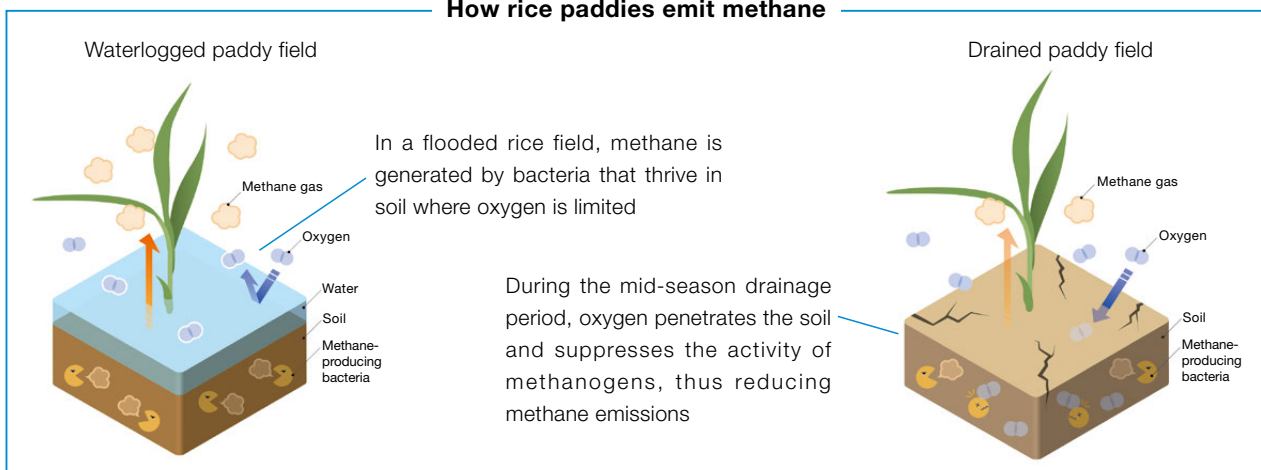 How rice paddies emit methane
Waterlogged paddy field
Methane gas
Oxygen
Water
Soil
Methane-
producing
bacteria
In a flooded rice field, methane is
generated by bacteria that thrive in
soil where oxygen is limited
During the mid-season drainage
period, oxygen penetrates the soil
and suppresses the activity of
methanogens, thus reducing
methane emissions
Drained paddy field
Methane gas
Oxygen
Soil
Methane-
producing
bacteria